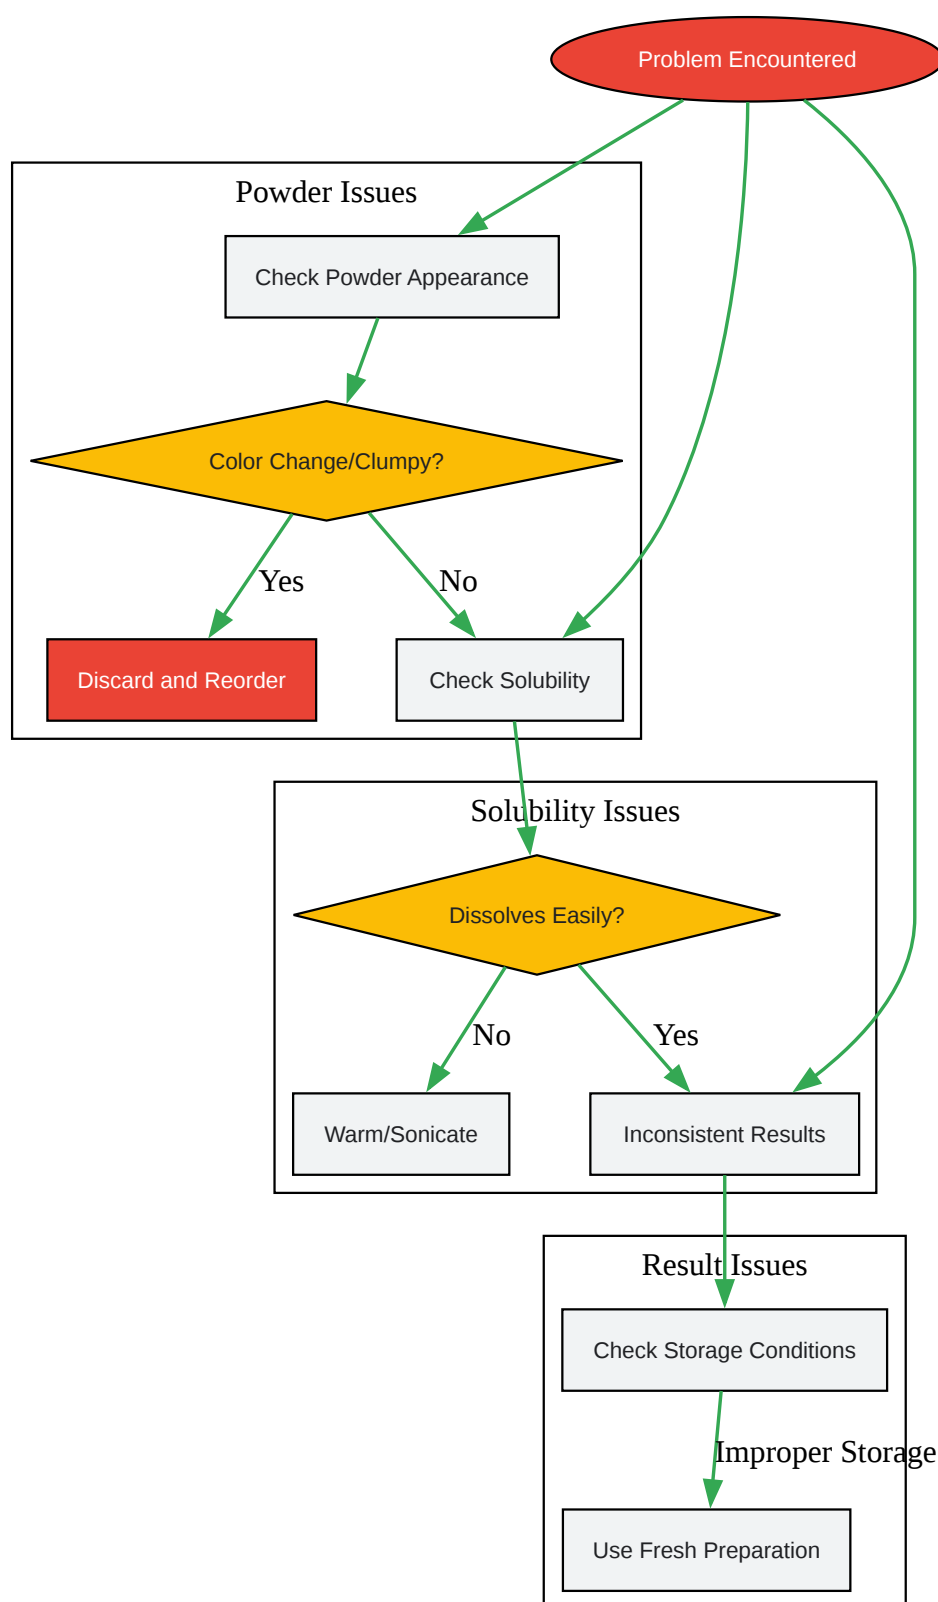 Problem Encountered
Powder Issues
Check Powder Appearance
Color Change/Clumpy?
Yes
No
Discard and Reorder
Check Solubility
Solubility Issues
Dissolves Easily?
No
Yes
Warm/Sonicate
Inconsistent Results
Result Issues
Check Storage Conditions
Improper Storage
Use Fresh Preparation